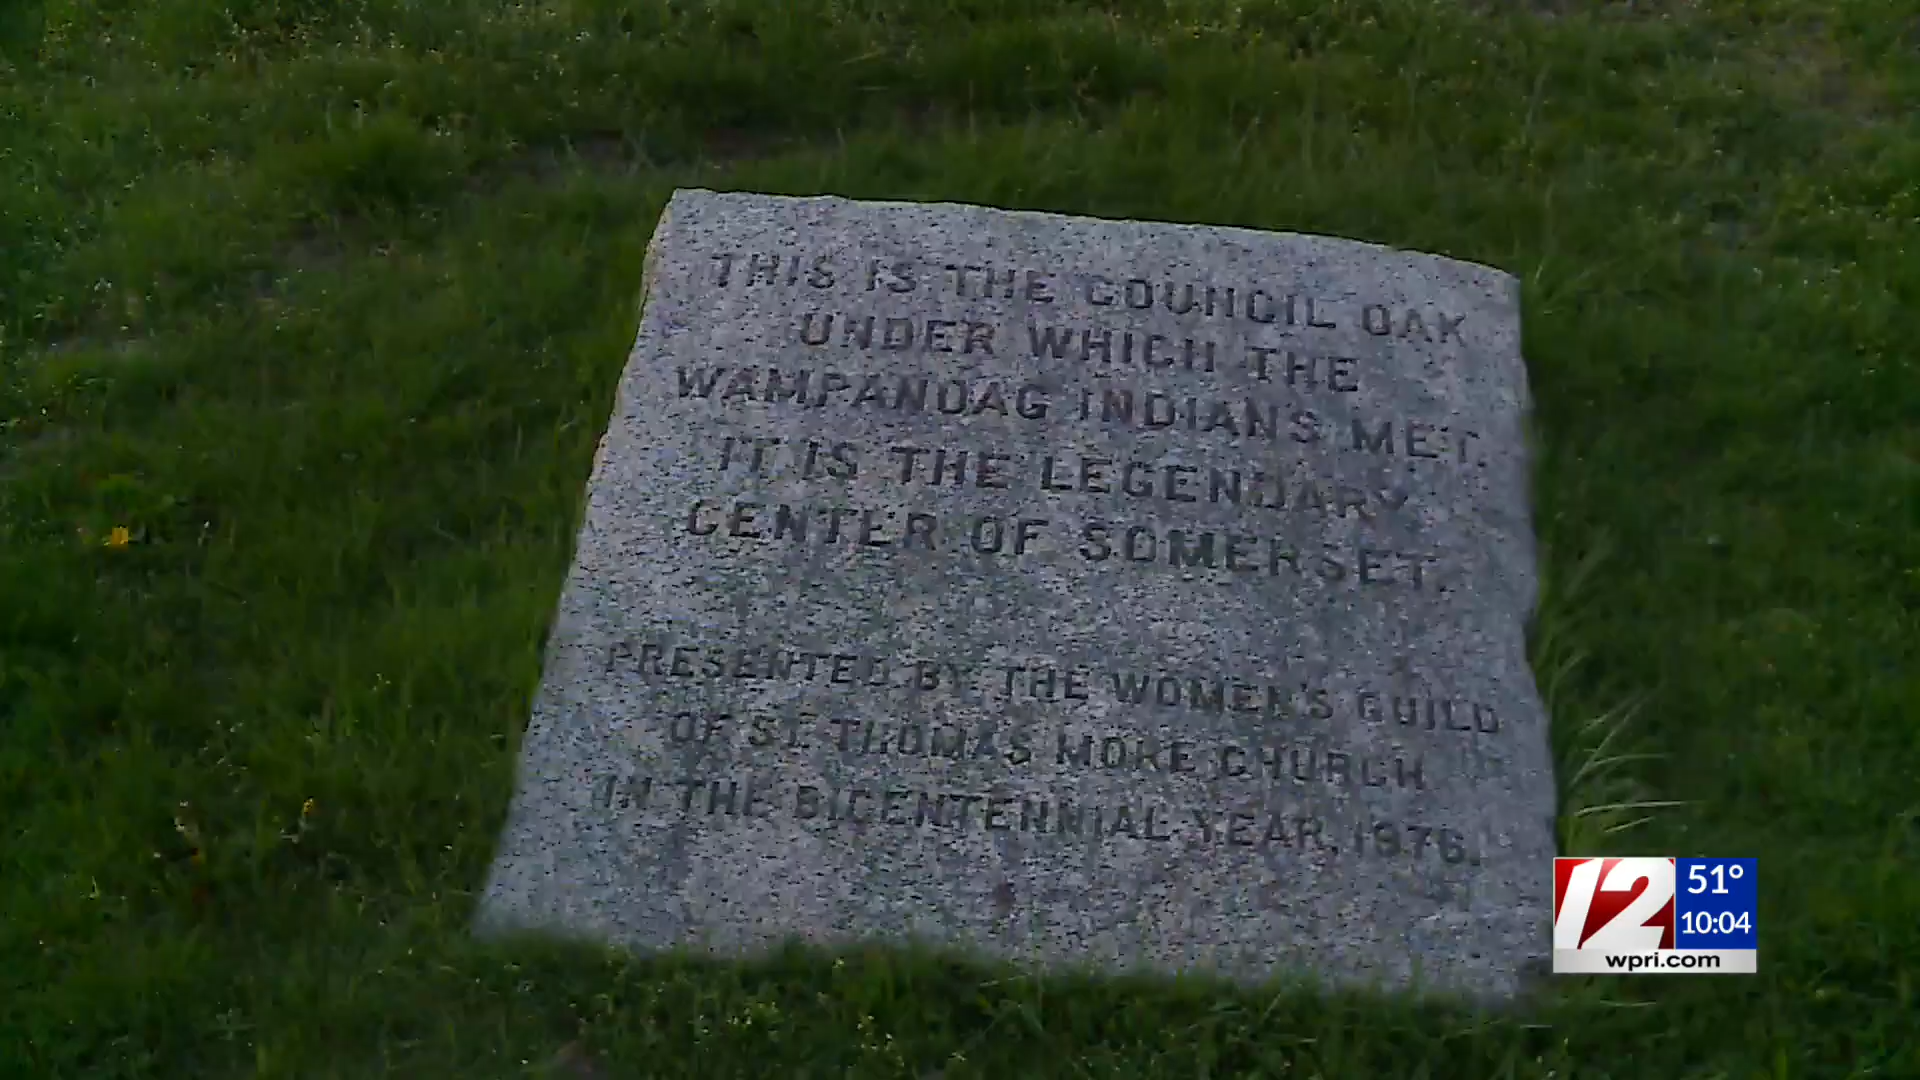 THIS IS THE COUNCIL OAK
UNDER WHICH THE
WAMPANOAG INDIANS MET.
IT IS THE LEGENDARY
CENTER OF SOMERSET.
PRESENTED BY THE WOMEN'S GUILD
OF ST. THOMAS MORE CHURCH
IN THE BICENTENNIAL YEAR, 1976.
12
51°
10:04
wpri.com